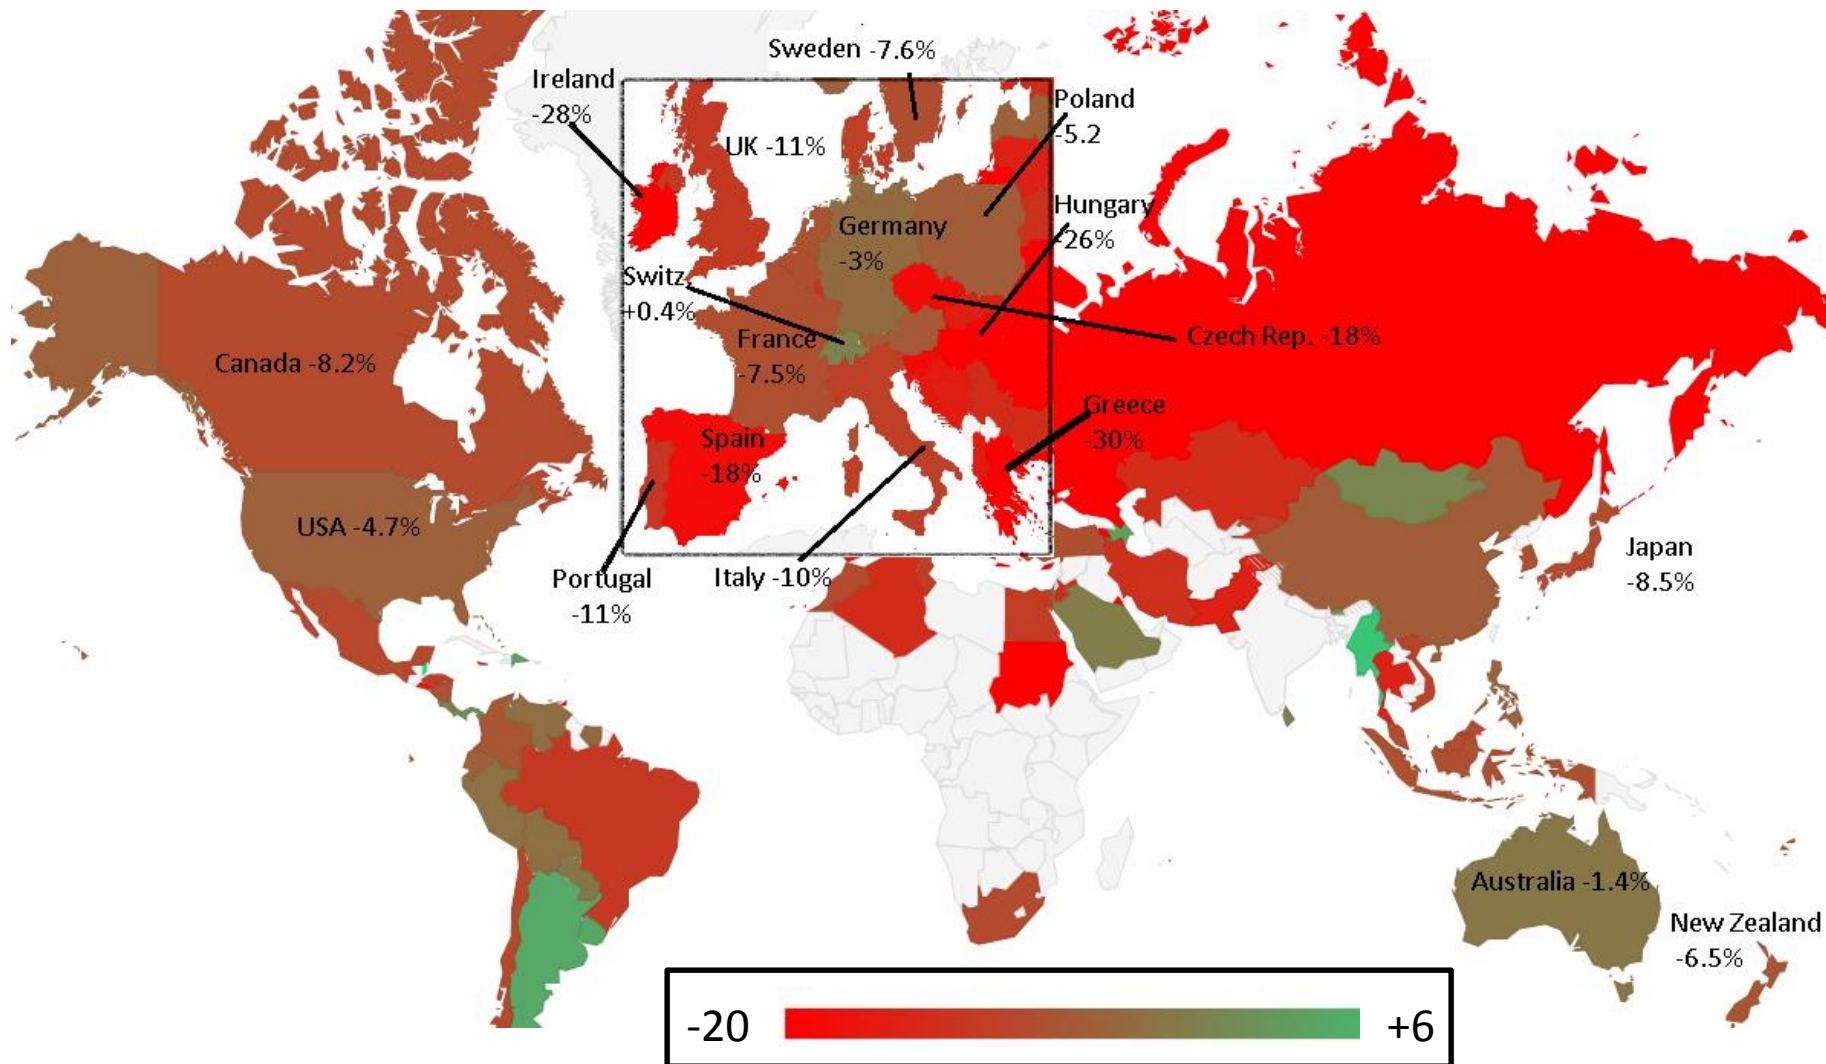 Sweden -7.6%
Ireland
-28%
Poland
-5.2
UK -11%
Hungary
-26%
Germany
-3%
Switz.
+0.4%
France
-7.5%
Czech Rep. -18%
Canada -8.2%
Greece
-30%
Spain
-18%
USA -4.7%
Portugal
-11%
Italy -10%
Japan
-8.5%
Australia -1.4%
New Zealand
-6.5%
-20
+6